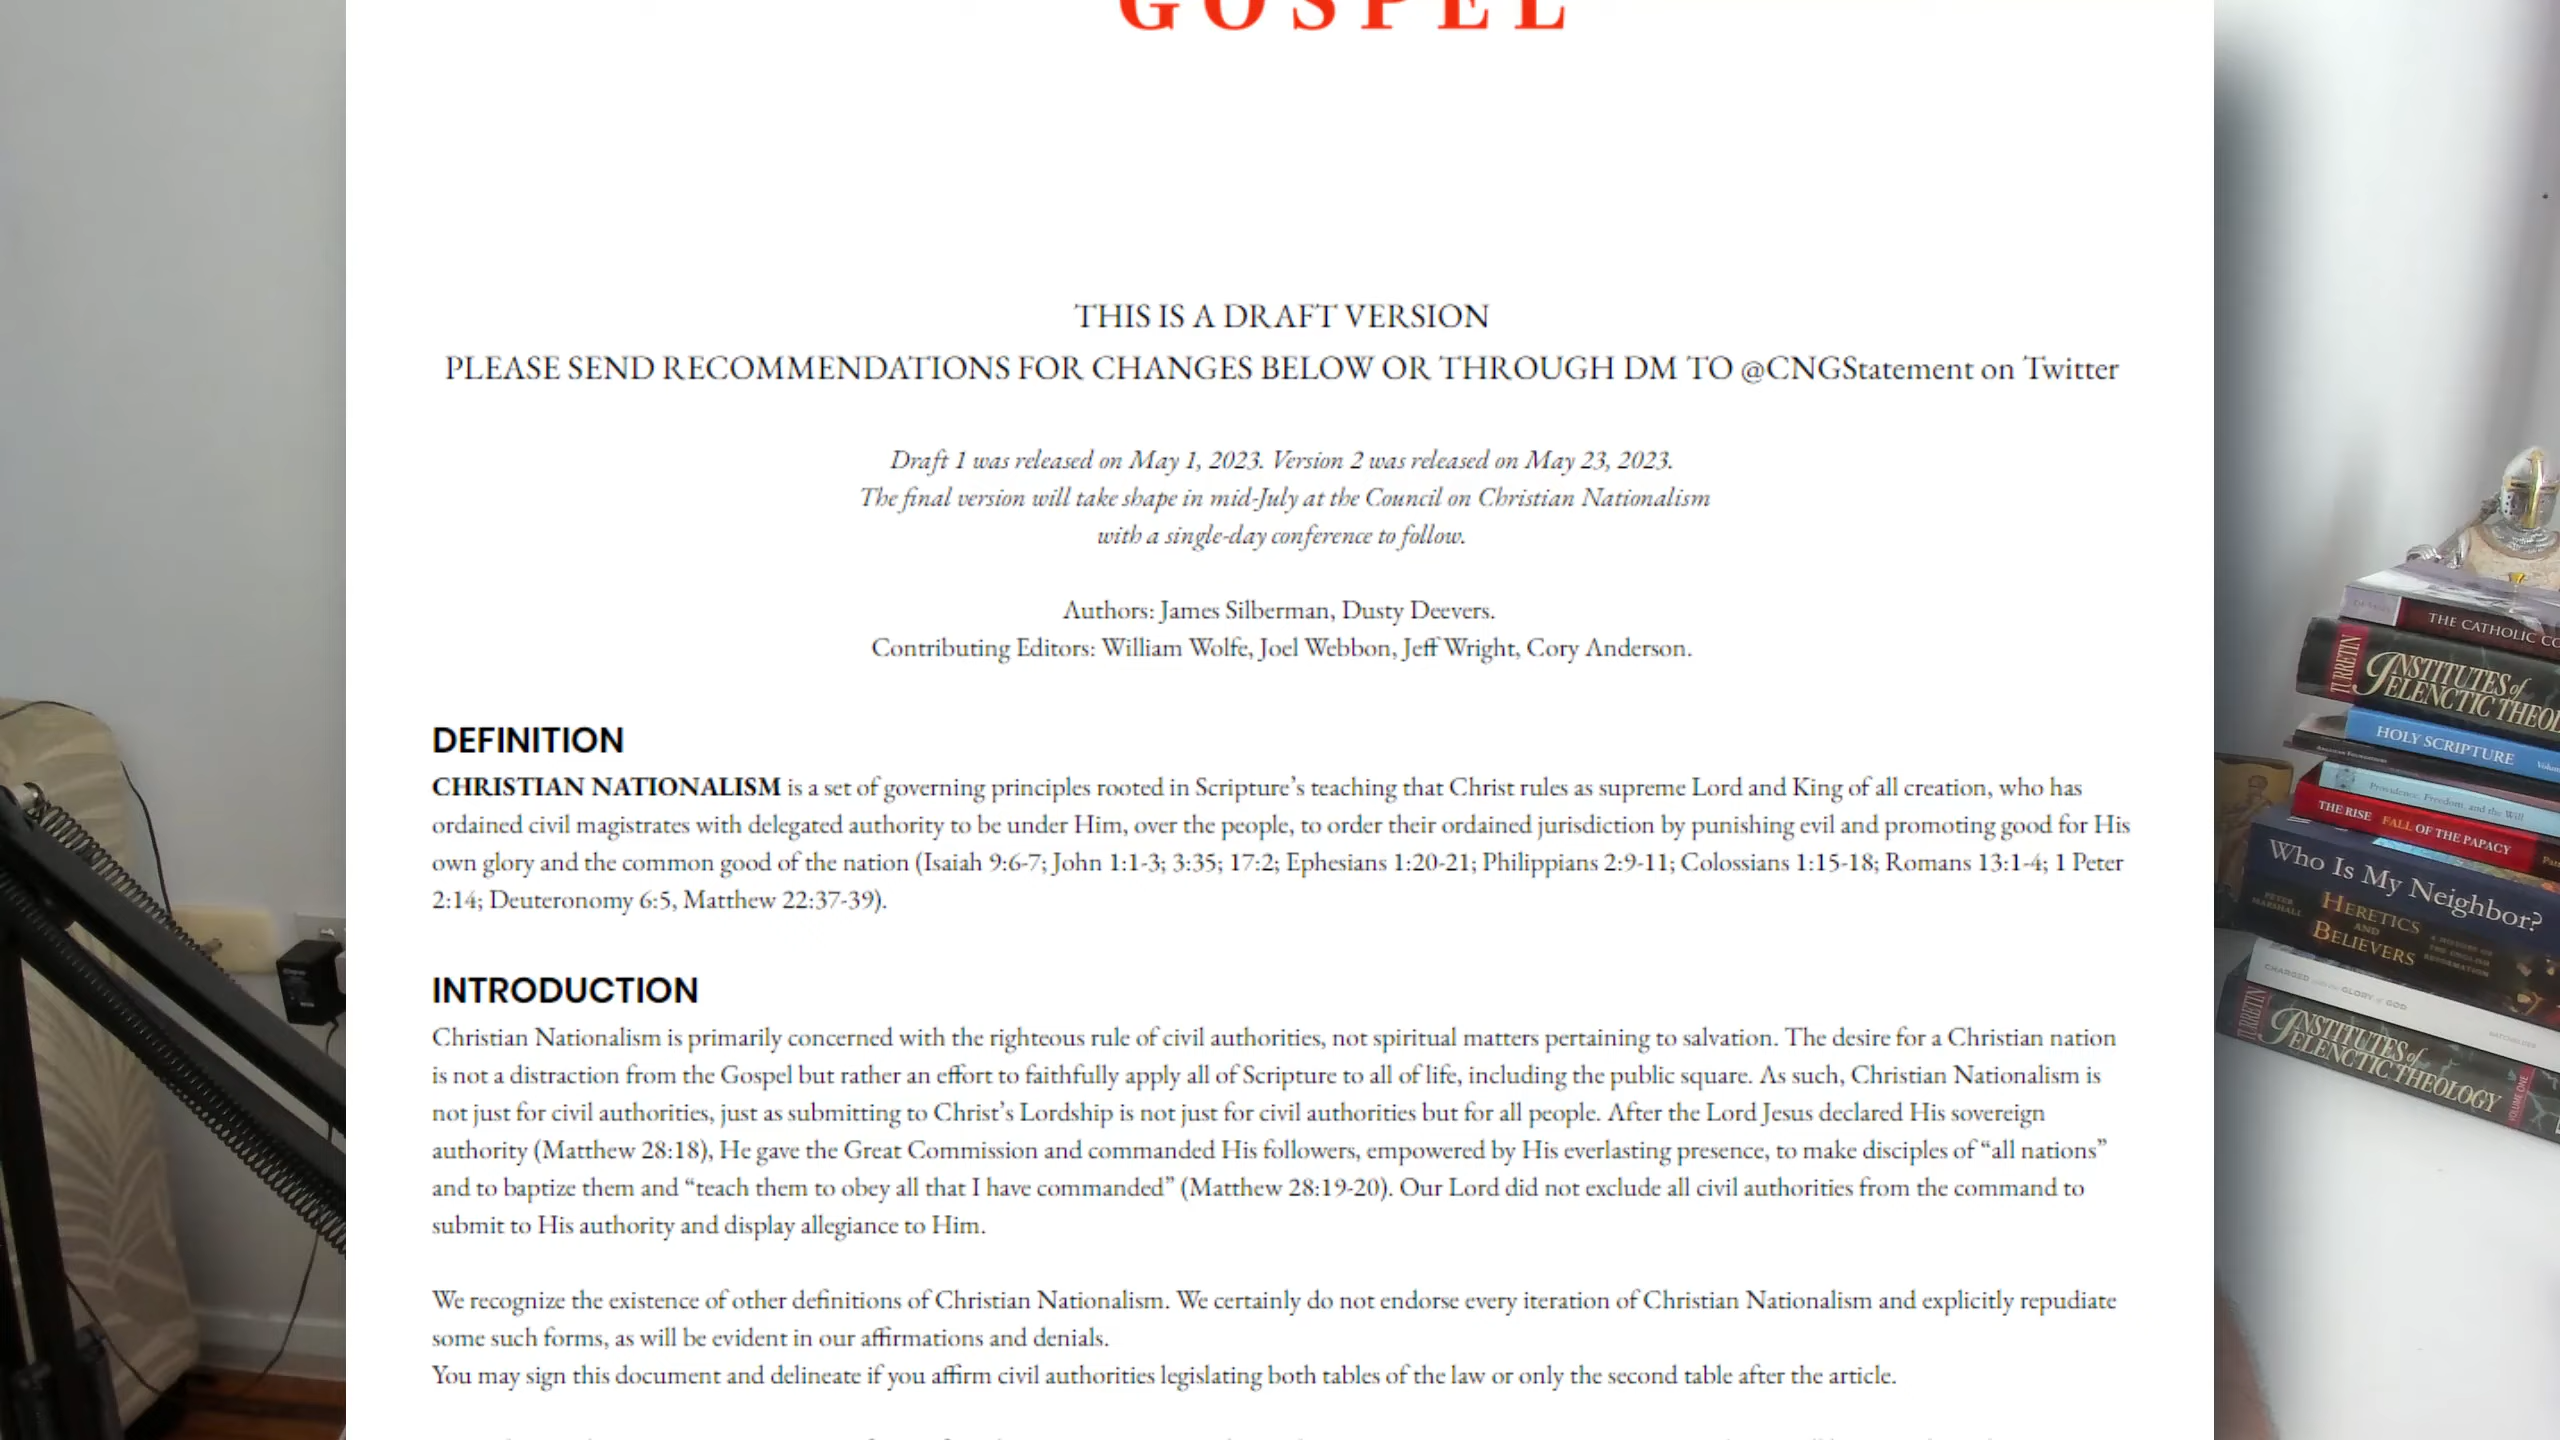 GOSPEL
THIS IS A DRAFT VERSION
PLEASE SEND RECOMMENDATIONS FOR CHANGES BELOW OR THROUGH DM TO @CNGStatement on Twitter
Draft 1 was released on May 1, 2023. Version 2 was released on May 23, 2023.
The final version will take shape in mid-July at the Council on Christian Nationalism
with a single-day conference to follow.
Authors: James Silberman, Dusty Deevers.
Contributing Editors: William Wolfe, Joel Webbon, Jeff Wright, Cory Anderson.
DEFINITION
CHRISTIAN NATIONALISM is a set of governing principles rooted in Scripture’s teaching that Christ rules as supreme Lord and King of all creation, who has
ordained civil magistrates with delegated authority to be under Him, over the people, to order their ordained jurisdiction by punishing evil and promoting good for His
own glory and the common good of the nation (Isaiah 9:6-7; John 1:1-3; 3:35; 17:2; Ephesians 1:20-21; Philippians 2:9-11; Colossians 1:15-18; Romans 13:1-4; 1 Peter
2:14; Deuteronomy 6:5, Matthew 22:37-39).
INTRODUCTION
Christian Nationalism is primarily concerned with the righteous rule of civil authorities, not spiritual matters pertaining to salvation. The desire for a Christian nation
is not a distraction from the Gospel but rather an effort to faithfully apply all of Scripture to all of life, including the public square. As such, Christian Nationalism is
not just for civil authorities, just as submitting to Christ’s Lordship is not just for civil authorities but for all people. After the Lord Jesus declared His sovereign
authority (Matthew 28:18), He gave the Great Commission and commanded His followers, empowered by His everlasting presence, to make disciples of “all nations”
and to baptize them and “teach them to obey all that I have commanded” (Matthew 28:19-20). Our Lord did not exclude all civil authorities from the command to
submit to His authority and display allegiance to Him.
We recognize the existence of other definitions of Christian Nationalism. We certainly do not endorse every iteration of Christian Nationalism and explicitly repudiate
some such forms, as will be evident in our affirmations and denials.
You may sign this document and delineate if you affirm civil authorities legislating both tables of the law or only the second table after the article.
THE CATHOLIC
TURRETIN
INSTITUTES of
ELENCTIC
HOLY SCRIPTURE
Providence, Freedom, and the Will
THE RISE FALL OF THE PAPACY
Who Is My Neighbor?
PETER
MARSHALL
HERETICS
AND
BELIEVERS
A HISTORY OF
THE ENGLISH
REFORMATION
CHARGED with the GLORY of GOD
TURRETIN
INSTITUTES of
ELENCTIC THEOLOGY
VOLUME ONE